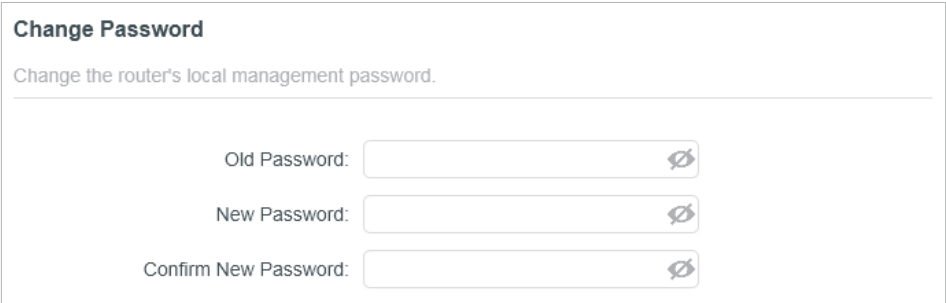 Change Password
Change the router's local management password.
Old Password:
New Password:
Confirm New Password: